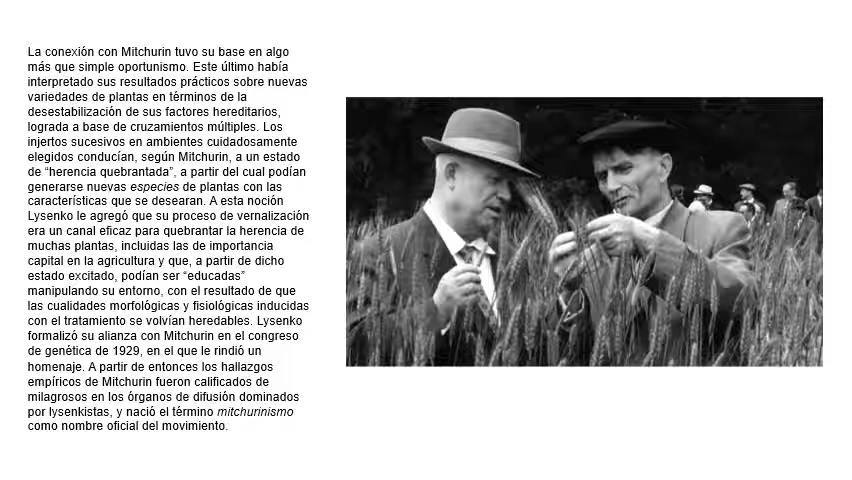 La conexión con Mitchurin tuvo su base en algo
más que simple oportunismo. Este último había
interpretado sus resultados prácticos sobre nuevas
variedades de plantas en términos de la
desestabilización de sus factores hereditarios,
lograda a base de cruzamientos múltiples. Los
injertos sucesivos en ambientes cuidadosamente
elegidos conducían, según Mitchurin, a un estado
de “herencia quebrantada”, a partir del cual podían
generarse nuevas especies de plantas con las
características que se desearan. A esta noción
Lysenko le agregó que su proceso de vernalización
era un canal eficaz para quebrantar la herencia de
muchas plantas, incluidas las de importancia
capital en la agricultura y que, a partir de dicho
estado excitado, podían ser “educadas”
manipulando su entorno, con el resultado de que
las cualidades morfológicas y fisiológicas inducidas
con el tratamiento se volvían heredables. Lysenko
formalizó su alianza con Mitchurin en el congreso
de genética de 1929, en el que le rindió un
homenaje. A partir de entonces los hallazgos
empíricos de Mitchurin fueron calificados de
milagrosos en los órganos de difusión dominados
por lysenkistas, y nació el término mitchurinismo
como nombre oficial del movimiento.